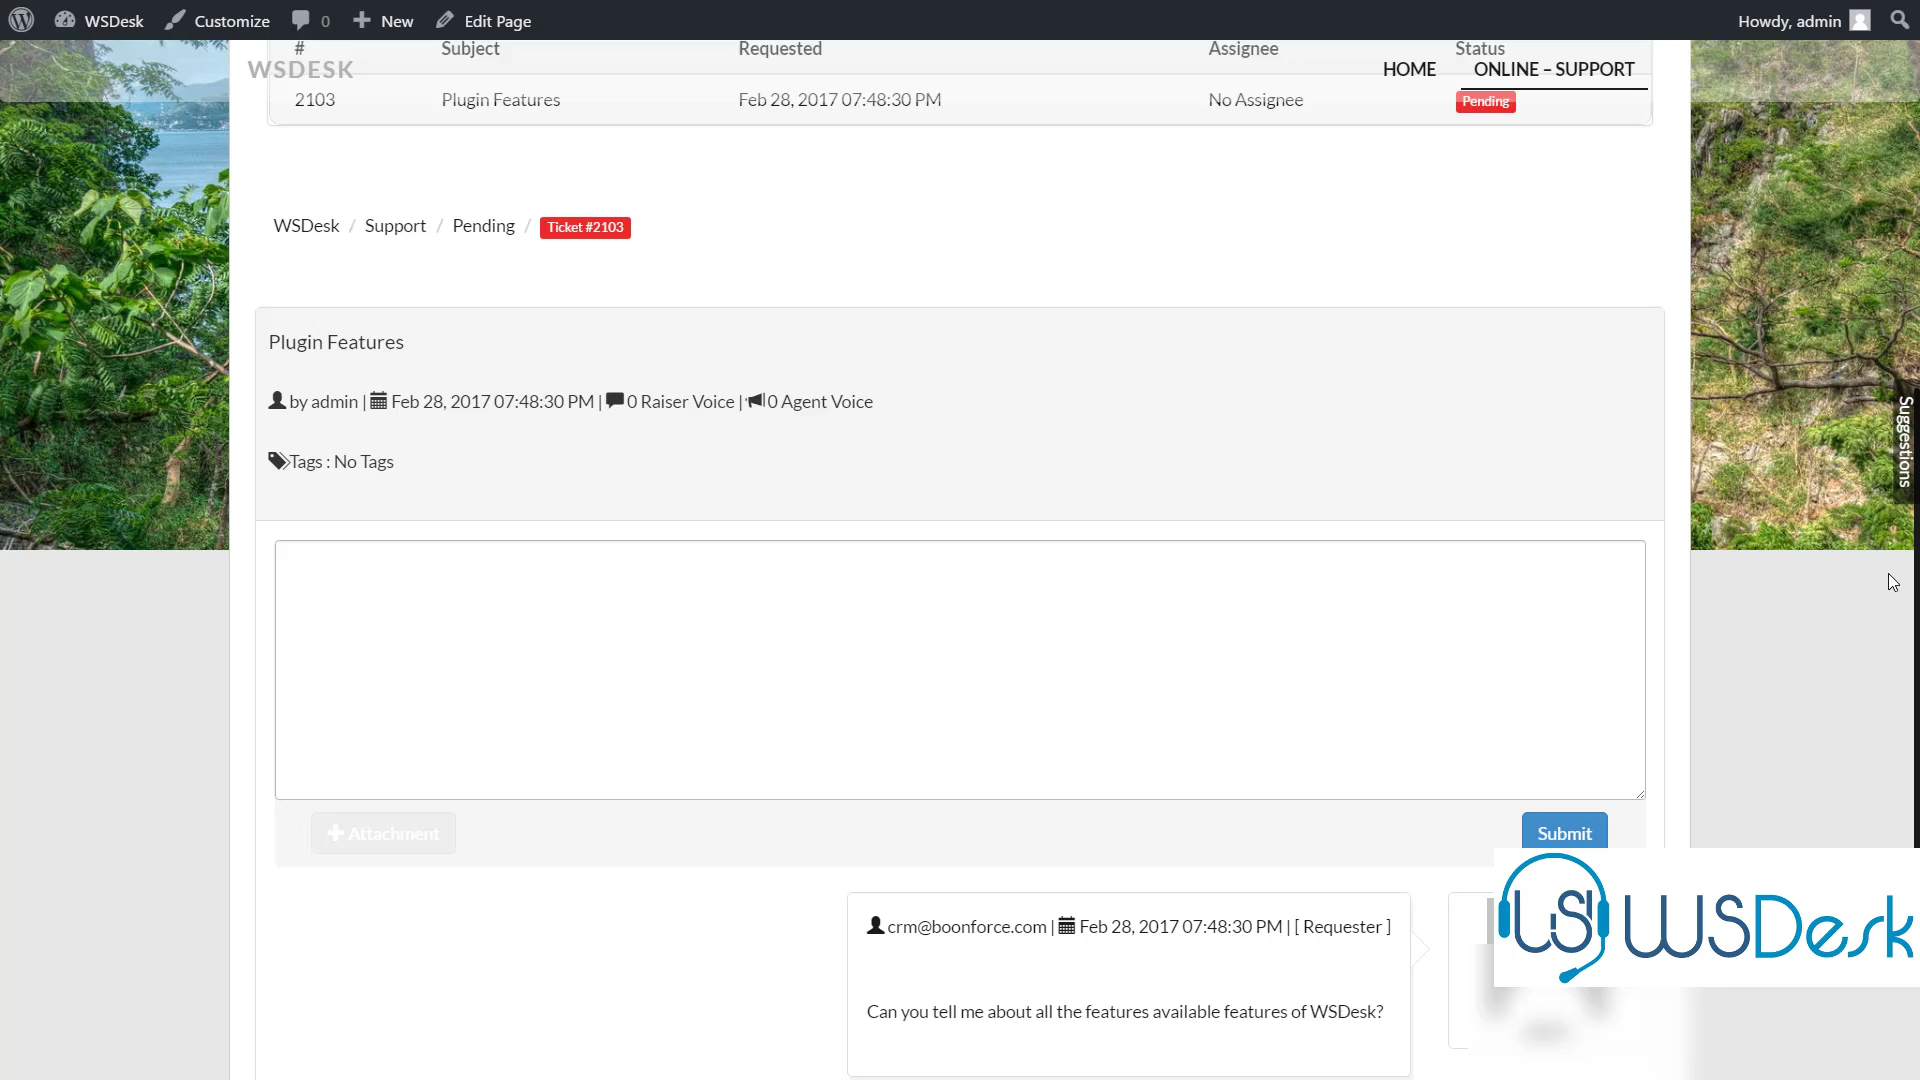 WSDesk Customize 0 New Edit Page Howdy, admin
# Subject Requested Assignee Status
WSDESK HOME ONLINE – SUPPORT
2103 Plugin Features Feb 28, 2017 07:48:30 PM No Assignee Pending
WSDesk / Support / Pending / Ticket #2103
Plugin Features
by admin | Feb 28, 2017 07:48:30 PM | 0 Raiser Voice | 0 Agent Voice
Suggestions
Tags : No Tags
Attachment Submit
crm@boonforce.com | Feb 28, 2017 07:48:30 PM | [ Requester ]
WSDesk
Can you tell me about all the features available features of WSDesk?